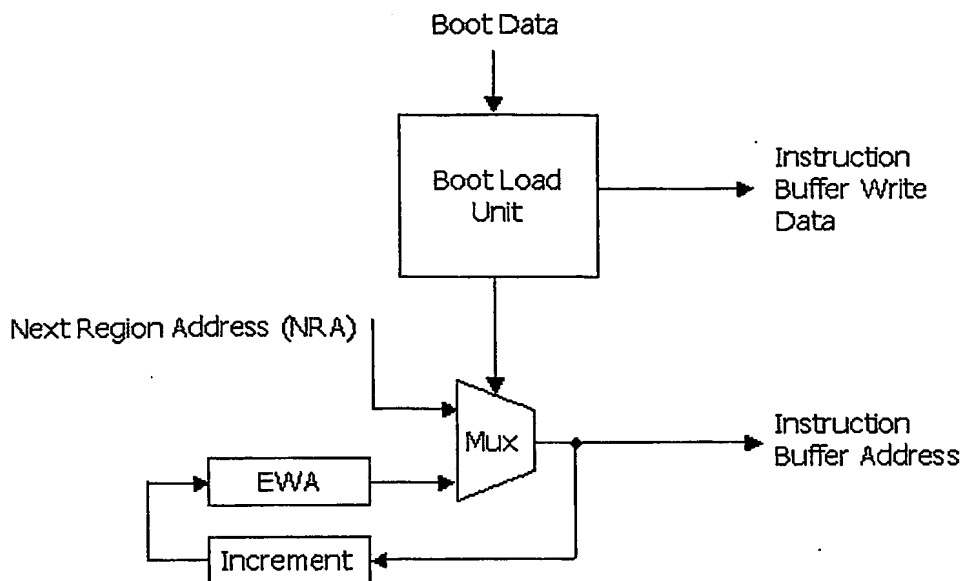 Boot Data
Boot Load
Unit
Instruction
Buffer Write
Data
Next Region Address (NRA)
Mux
Instruction
Buffer Address
EWA
Increment